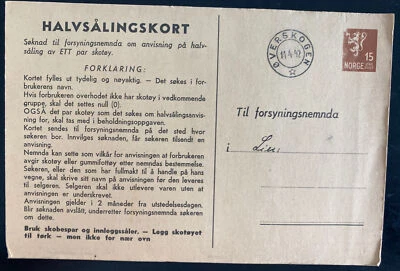 HALVSÅLINGSKORT
Søknad til forsyningsnemnda om anvisning på halv-
såling av ETT par skotøy.
FORKLARING:
Kortet fylles ut tydelig og nøyaktig. — Det søkes i for-
brukerens navn.
Hvis forbrukeren overhodet ikke har skotøy i vedkommende
gruppe, skal det settes null (0).
OGSÅ det par som det søkes om halvsålingsanvis-
ning for, skal tas med i beholdningsoppgaven.
Kortet sendes til forsyningsnemnda på det sted hvor
søkeren bor. Innvilges søknaden, får søkeren tilsendt en
anvisning.
Nemnda kan sette som vilkår for anvisningen at forbrukeren
avgir skotøy eller gummifottøy etter nemndas bestemmelse.
Søkeren, eller den som har fullmakt til å handle på hans
vegne, skal skrive sitt navn på anvisningen før den leveres
til selgeren. Selgeren skal ikke utlevere varen uten at
anvisningen er underskrevet.
Anvisningen gjelder i 2 måneder fra utstedelsesdagen.
Blir søknaden avslått, underretter forsyningsnemnda søkeren
om dette.
Bruk skobespar og innleggssåler. — Legg skotøyet
til tørk — men ikke for nær ovn
ØVERSKOGEN
11-4-42
15
Til forsyningsnemnda
i Lier